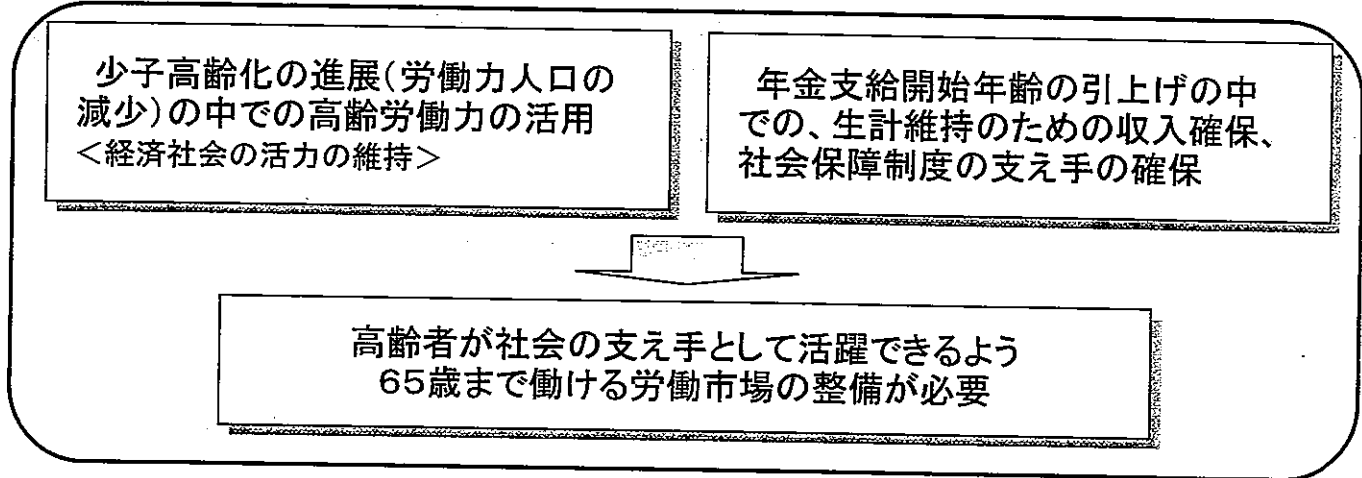 少子高齢化の進展(労働力人口の
減少)の中での高齢労働力の活用
<経済社会の活力の維持>
年金支給開始年齢の引上げの中
での、生計維持のための収入確保、
社会保障制度の支え手の確保
高齢者が社会の支え手として活躍できるよう
65歳まで働ける労働市場の整備が必要